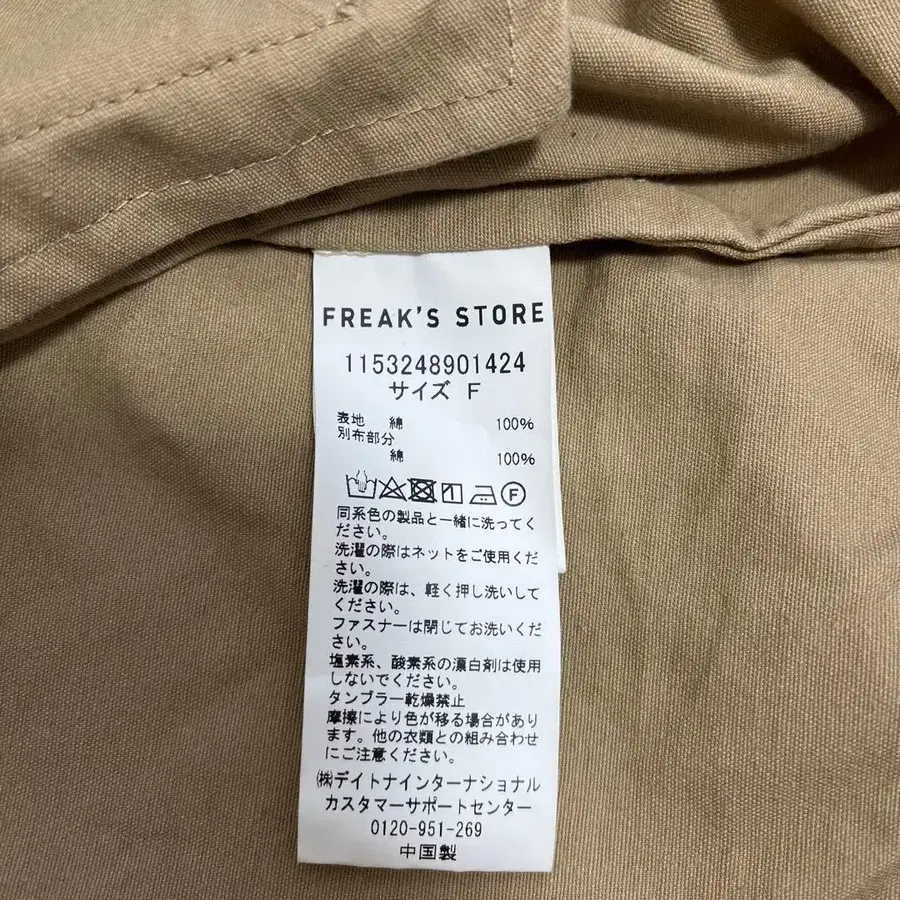 FREAK'S STORE
1153248901424
サイズ F
表地 綿 100%
別布部分
綿 100%
F
同系色の製品と一緒に洗ってく
ださい。
洗濯の際はネットをご使用くだ
さい。
洗濯の際は、軽く押し洗いして
ください。
ファスナーは閉じてお洗いくだ
さい。
塩素系、酸素系の漂白剤は使用
しないでください。
タンブラー乾燥禁止
摩擦により色が移る場合があり
ます。他の衣類との組み合わせ
にご注意ください。
㈱デイトナインターナショナル
カスタマーサポートセンター
0120-951-269
中国製